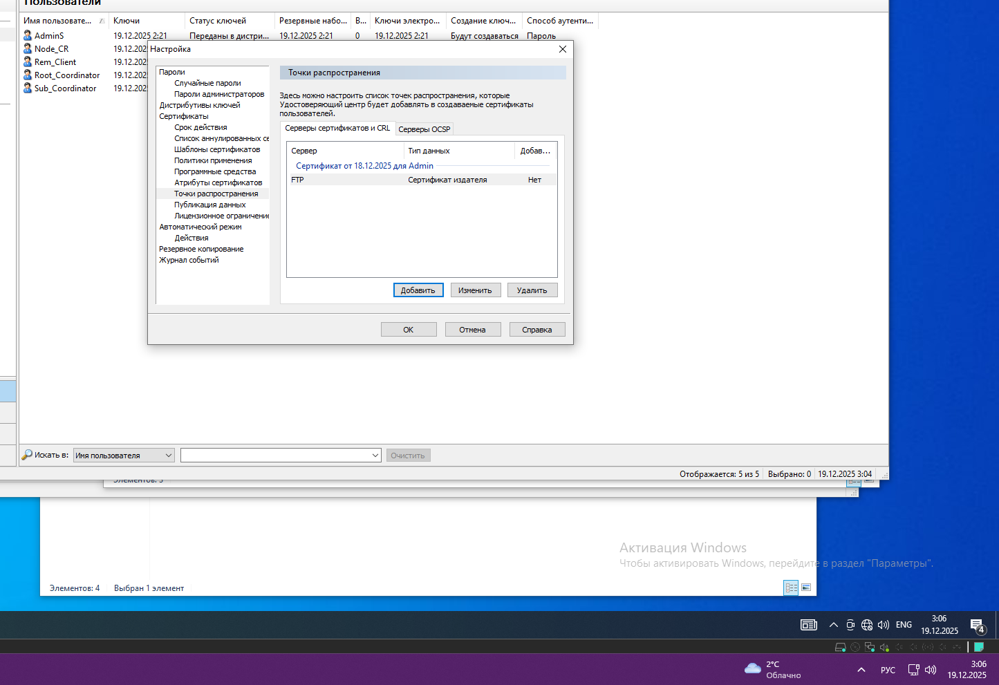 Пользователи
Имя пользовате... Ключи Статус ключей Резервные набо... В... Ключи электро... Создание ключ... Способ аутенти...
AdminS 19.12.2025 2:21 Переданы в дистри... 19.12.2025 2:21 0 19.12.2025 2:21 Будут создаваться Пароль
Node_CR 19.12.202
Rem_Client 19.12.202
Root_Coordinator 19.12.202
Sub_Coordinator 19.12.202
Настройка
Пароли
Случайные пароли
Пароли администраторов
Дистрибутивы ключей
Сертификаты
Срок действия
Список аннулированных се
Шаблоны сертификатов
Политики применения
Программные средства
Атрибуты сертификатов
Точки распространения
Публикация данных
Лицензионное ограничение
Автоматический режим
Действия
Резервное копирование
Журнал событий
Точки распространения
Здесь можно настроить список точек распространения, которые
Удостоверяющий центр будет добавлять в создаваемые сертификаты
пользователей.
Серверы сертификатов и CRL Серверы OCSP
Сервер Тип данных Добав...
Сертификат от 18.12.2025 для Admin
FTP Сертификат издателя Нет
Добавить Изменить Удалить
OK Отмена Справка
Искать в: Имя пользователя Очистить
Отображается: 5 из 5 Выбрано: 0 19.12.2025 3:04
Элементов: 5
Активация Windows
Чтобы активировать Windows, перейдите в раздел "Параметры".
Элементов: 4 Выбран 1 элемент
ENG 3:06
19.12.2025
4
2°C
Облачно
РУС 3:06
19.12.2025